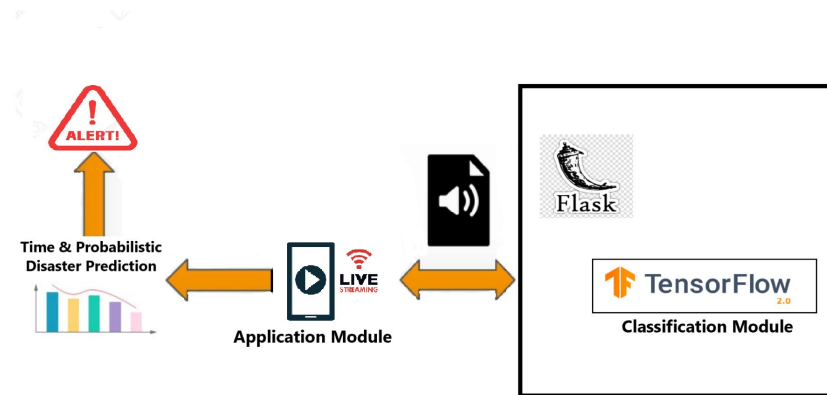 ALERT!
Time & Probabilistic
Disaster Prediction
LIVE
STREAMING
Application Module
Flask
TensorFlow
2.0
Classification Module